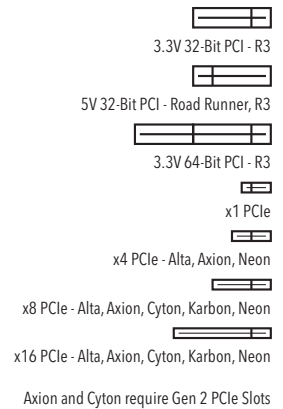 3.3V 32-Bit PCI - R3
5V 32-Bit PCI - Road Runner, R3
3.3V 64-Bit PCI - R3
x1 PCIe
x4 PCIe - Alta, Axion, Neon
x8 PCIe - Alta, Axion, Cyton, Karbon, Neon
x16 PCIe - Alta, Axion, Cyton, Karbon, Neon
Axion and Cyton require Gen 2 PCIe Slots